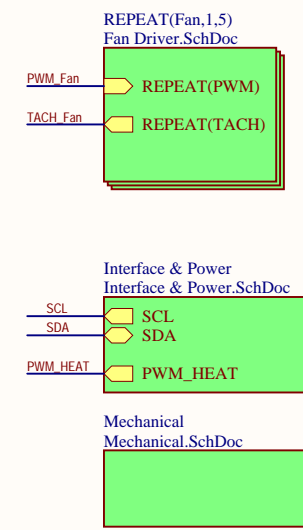 REPEAT(Fan,1,5)
Fan Driver.SchDoc
PWM_Fan
REPEAT(PWM)
TACH_Fan
REPEAT(TACH)
Interface & Power
Interface & Power.SchDoc
SCL
SCL
SDA
SDA
PWM_HEAT
PWM_HEAT
Mechanical
Mechanical.SchDoc